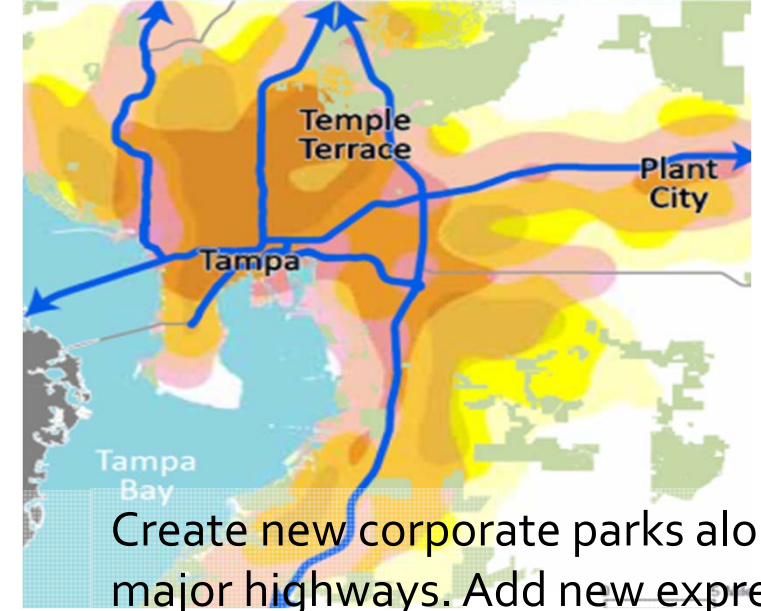 Temple
Terrace
Plant
City
Tampa
Tampa
Bay
Create new corporate parks alo
major highways. Add new expre